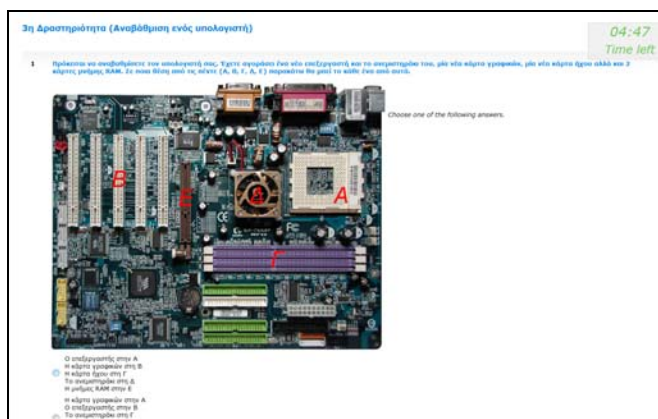 3η Δραστηριότητα (Αναβάθμιση ενός υπολογιστή)
04:47
Time left
1 Πρόκειται να αναβαθμίσετε τον υπολογιστή σας. Έχετε αγοράσει ένα νέο επεξεργαστή και το ανεμιστηράκι του, μία νέα κάρτα γραφικών, μία νέα κάρτα ήχου αλλά και 2
κάρτες μνήμης RAM. Σε ποια θέση από τις πέντε (Α, Β, Γ, Δ, Ε) παρακάτω θα μπεί το κάθε ένα από αυτά.
Choose one of the following answers.
B
E
Δ
A
Γ
Ο επεξεργαστής στην Α
Η κάρτα γραφικών στη Β
Η κάρτα ήχου στη Γ
Το ανεμιστηράκι στη Δ
Η μνήμες RAM στην Ε
Η κάρτα γραφικών στην Α
Ο επεξεργαστής στην Β
Το ανεμιστηράκι στη Γ